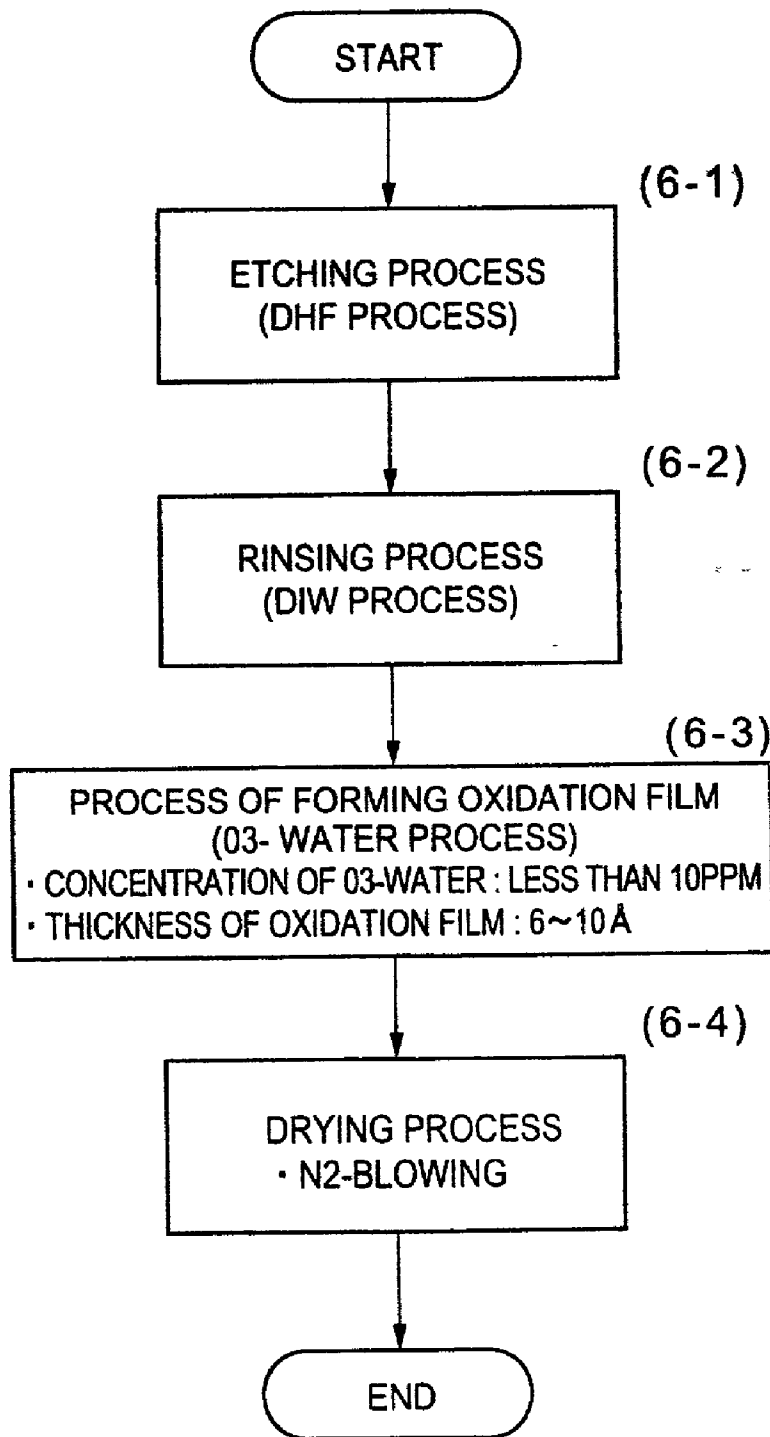 START
(6-1)
ETCHING PROCESS
(DHF PROCESS)
(6-2)
RINSING PROCESS
(DIW PROCESS)
(6-3)
PROCESS OF FORMING OXIDATION FILM
(03- WATER PROCESS)
· CONCENTRATION OF 03-WATER : LESS THAN 10PPM
· THICKNESS OF OXIDATION FILM : 6~10Å
(6-4)
DRYING PROCESS
· N2-BLOWING
END